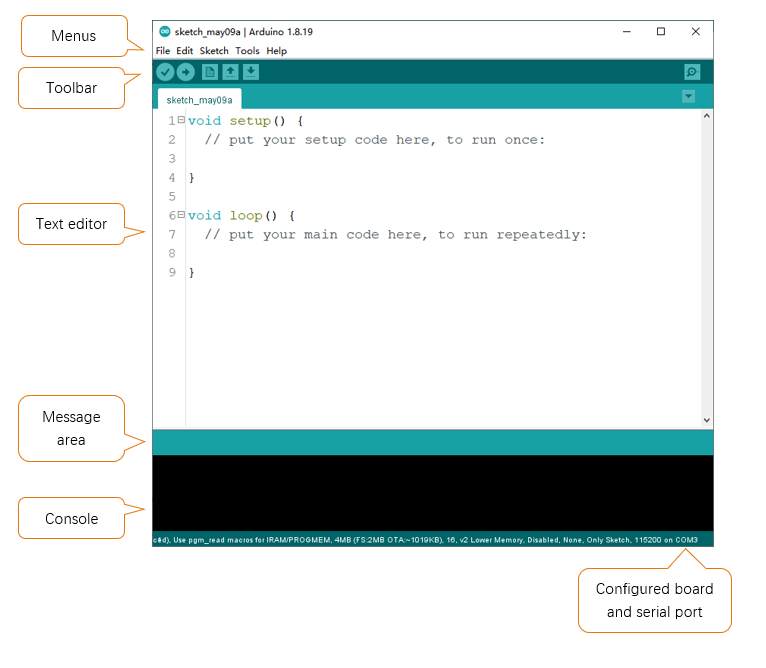 Menus
sketch_may09a | Arduino 1.8.19
File Edit Sketch Tools Help
Toolbar
sketch_may09a
1 void setup() {
2 // put your setup code here, to run once:
3
4 }
5
Text editor
6 void loop() {
7 // put your main code here, to run repeatedly:
8
9 }
Message
area
Console
Use pgm_read macros for IRAM/PROGMEM, 4MB (FS:2MB OTA:~1019KB), 16, v2 Lower Memory, Disabled, None, Only Sketch, 115200 on COM3
Configured board
and serial port